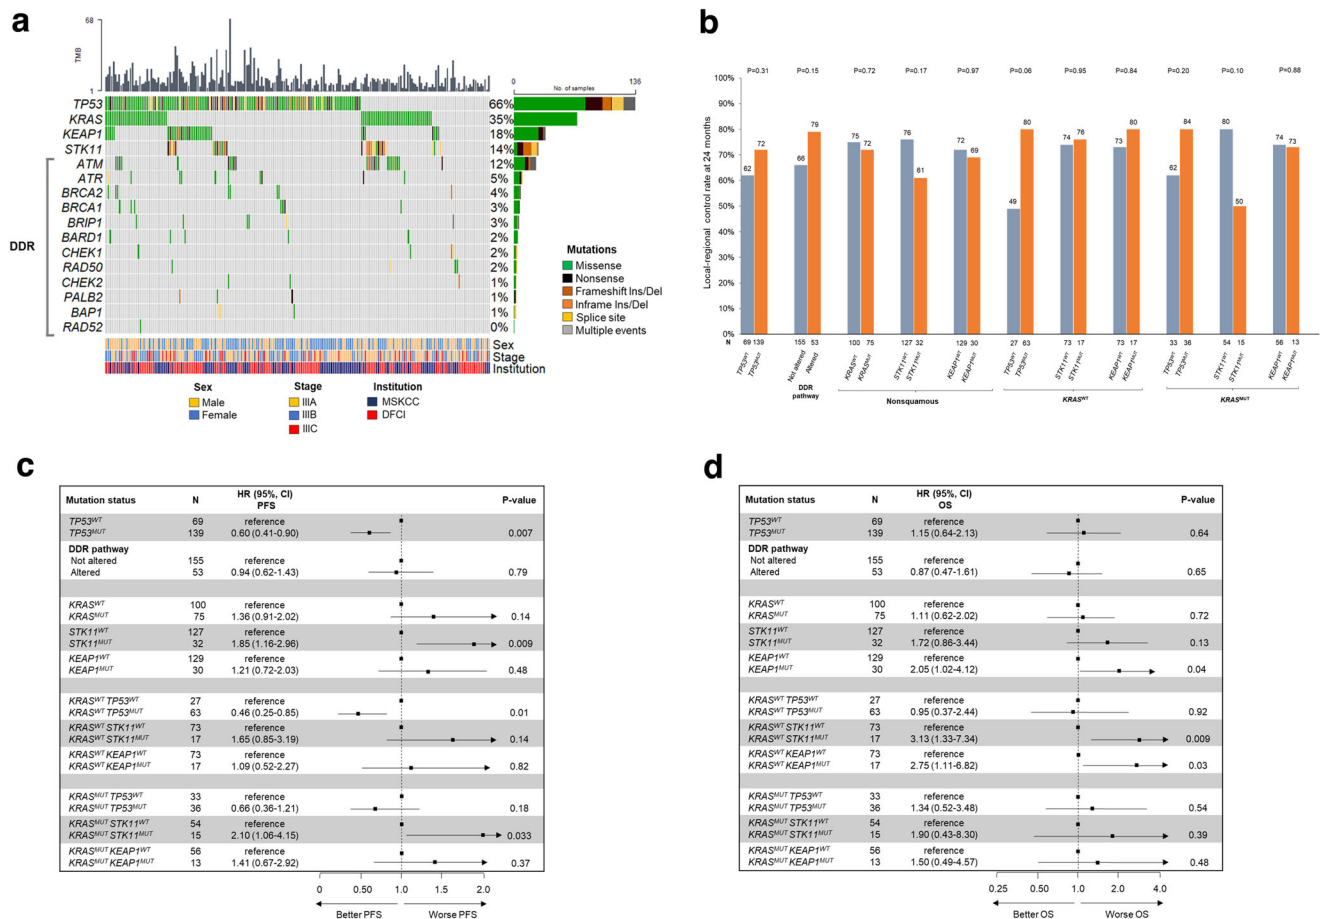 a
68
TMB
1
0
136
No. of samples
TP53 66%
KRAS 35%
KEAP1 18%
STK11 14%
DDR
ATM 12%
ATR 5%
BRCA2 4%
BRCA1 3%
BRIP1 3%
BARD1 2%
CHEK1 2%
RAD50 2%
CHEK2 1%
PALB2 1%
BAP1 1%
RAD52 0%
Sex
Stage
Institution
Mutations
Missense
Nonsense
Frameshift Ins/Del
Inframe Ins/Del
Splice site
Multiple events
Sex Stage Institution
Male IIIA MSKCC
Female IIIB DFCI
IIIC
b
P=0.31 P=0.15 P=0.72 P=0.17 P=0.97 P=0.06 P=0.95 P=0.84 P=0.20 P=0.10 P=0.88
Local-regional control rate at 24 months
100%
90%
80%
70%
60%
50%
40%
30%
20%
10%
0%
62 72 66 79 75 72 76 61 72 69 49 80 74 76 73 80 62 84 80 50 74 73
N 69 139 155 53 100 75 127 32 129 30 27 63 73 17 73 17 33 36 54 15 56 13
TP53WT TP53MUT Not altered Altered KRASWT KRASMUT STK11WT STK11MUT KEAP1WT KEAP1MUT TP53WT TP53MUT STK11WT STK11MUT KEAP1WT KEAP1MUT TP53WT TP53MUT STK11WT STK11MUT KEAP1WT KEAP1MUT
DDR
pathway
Nonsquamous
KRASWT
KRASMUT
c
Mutation status N HR (95%, CI) PFS P-value
TP53WT 69 reference
TP53MUT 139 0.60 (0.41-0.90) 0.007
DDR pathway
Not altered 155 reference
Altered 53 0.94 (0.62-1.43) 0.79
KRASWT 100 reference
KRASMUT 75 1.36 (0.91-2.02) 0.14
STK11WT 127 reference
STK11MUT 32 1.85 (1.16-2.96) 0.009
KEAP1WT 129 reference
KEAP1MUT 30 1.21 (0.72-2.03) 0.48
KRASWT TP53WT 27 reference
KRASWT TP53MUT 63 0.46 (0.25-0.85) 0.01
KRASWT STK11WT 73 reference
KRASWT STK11MUT 17 1.65 (0.85-3.19) 0.14
KRASWT KEAP1WT 73 reference
KRASWT KEAP1MUT 17 1.09 (0.52-2.27) 0.82
KRASMUT TP53WT 33 reference
KRASMUT TP53MUT 36 0.66 (0.36-1.21) 0.18
KRASMUT STK11WT 54 reference
KRASMUT STK11MUT 15 2.10 (1.06-4.15) 0.033
KRASMUT KEAP1WT 56 reference
KRASMUT KEAP1MUT 13 1.41 (0.67-2.92) 0.37
0 0.50 1.0 1.0 2.0
Better PFS Worse PFS
d
Mutation status N HR (95%, CI) OS P-value
TP53WT 69 reference
TP53MUT 139 1.15 (0.64-2.13) 0.64
DDR pathway
Not altered 155 reference
Altered 53 0.87 (0.47-1.61) 0.65
KRASWT 100 reference
KRASMUT 75 1.11 (0.62-2.02) 0.72
STK11WT 127 reference
STK11MUT 32 1.72 (0.86-3.44) 0.13
KEAP1WT 129 reference
KEAP1MUT 30 2.05 (1.02-4.12) 0.04
KRASWT TP53WT 27 reference
KRASWT TP53MUT 63 0.95 (0.37-2.44) 0.92
KRASWT STK11WT 73 reference
KRASWT STK11MUT 17 3.13 (1.33-7.34) 0.009
KRASWT KEAP1WT 73 reference
KRASWT KEAP1MUT 17 2.75 (1.11-6.82) 0.03
KRASMUT TP53WT 33 reference
KRASMUT TP53MUT 36 1.34 (0.52-3.48) 0.54
KRASMUT STK11WT 54 reference
KRASMUT STK11MUT 15 1.90 (0.43-8.30) 0.39
KRASMUT KEAP1WT 56 reference
KRASMUT KEAP1MUT 13 1.50 (0.49-4.57) 0.48
0.25 0.50 1.0 2.0 4.0
Better OS Worse OS